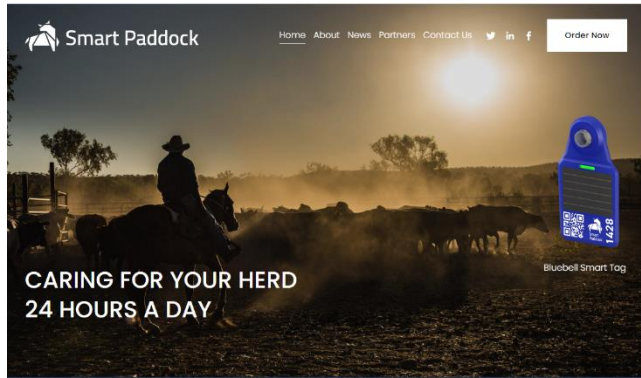 Smart Paddock
Home About News Partners Contact Us
Order Now
1428
Bluebell Smart Tag
CARING FOR YOUR HERD
24 HOURS A DAY